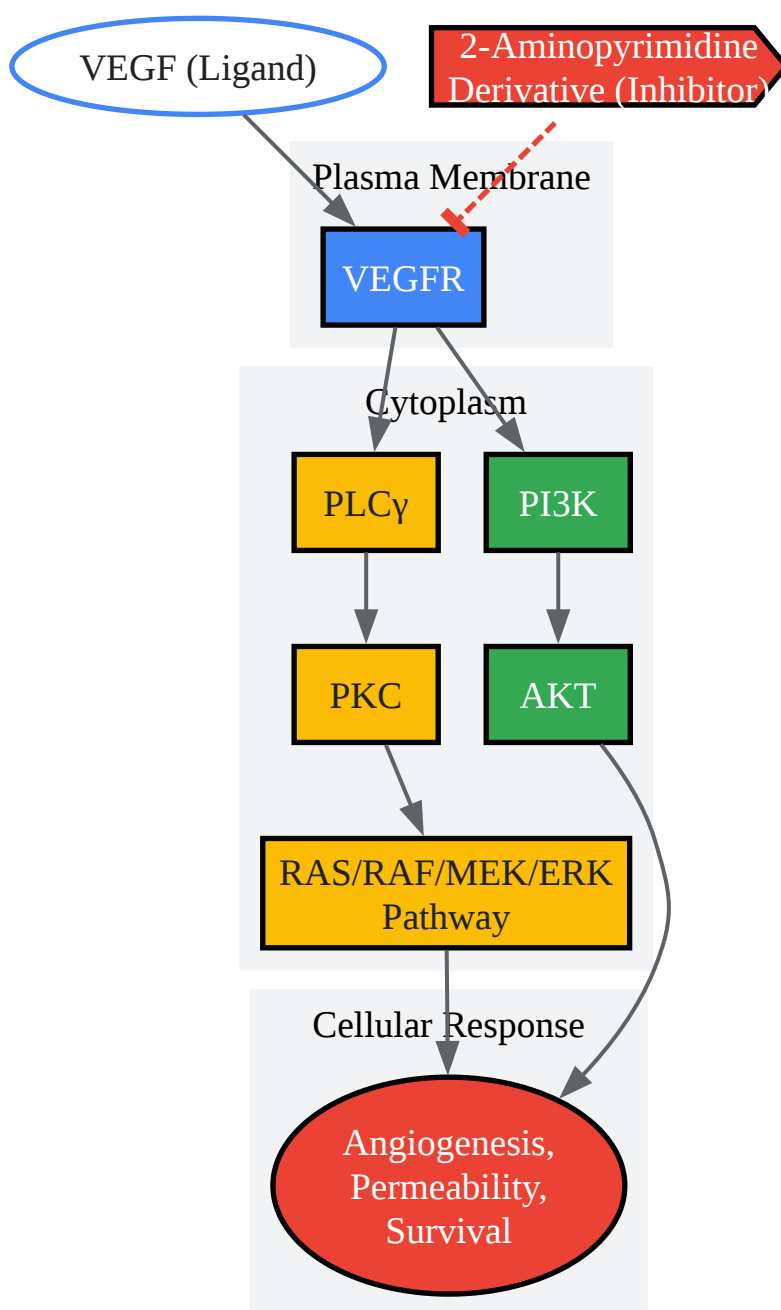 VEGF (Ligand)
2-Aminopyrimidine
Derivative (Inhibitor)
Plasma Membrane
VEGFR
Cytoplasm
PLCγ
PI3K
PKC
AKT
RAS/RAF/MEK/ERK
Pathway
Cellular Response
Angiogenesis,
Permeability,
Survival